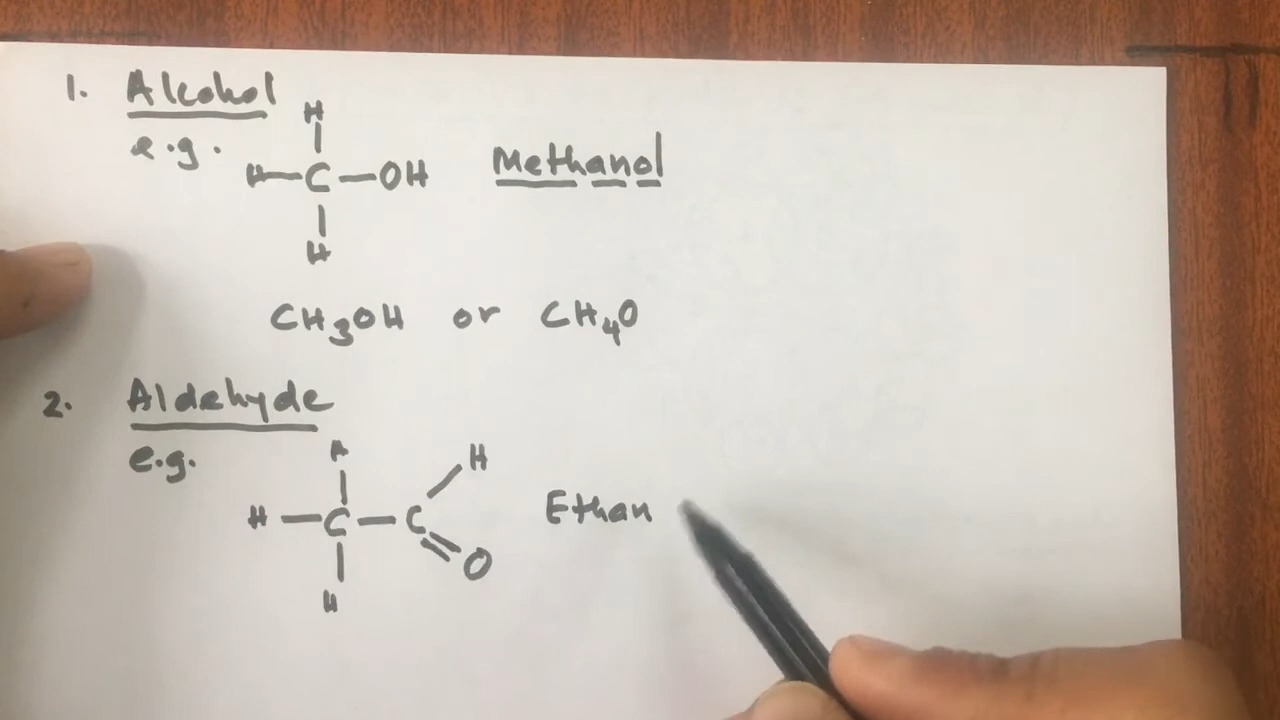 1. Alcohol
H
e.g. H—C—OH Methanol
H
CH₃OH or CH₄O
2. Aldehyde
e.g. H H
H—C—C Ethan
O
H